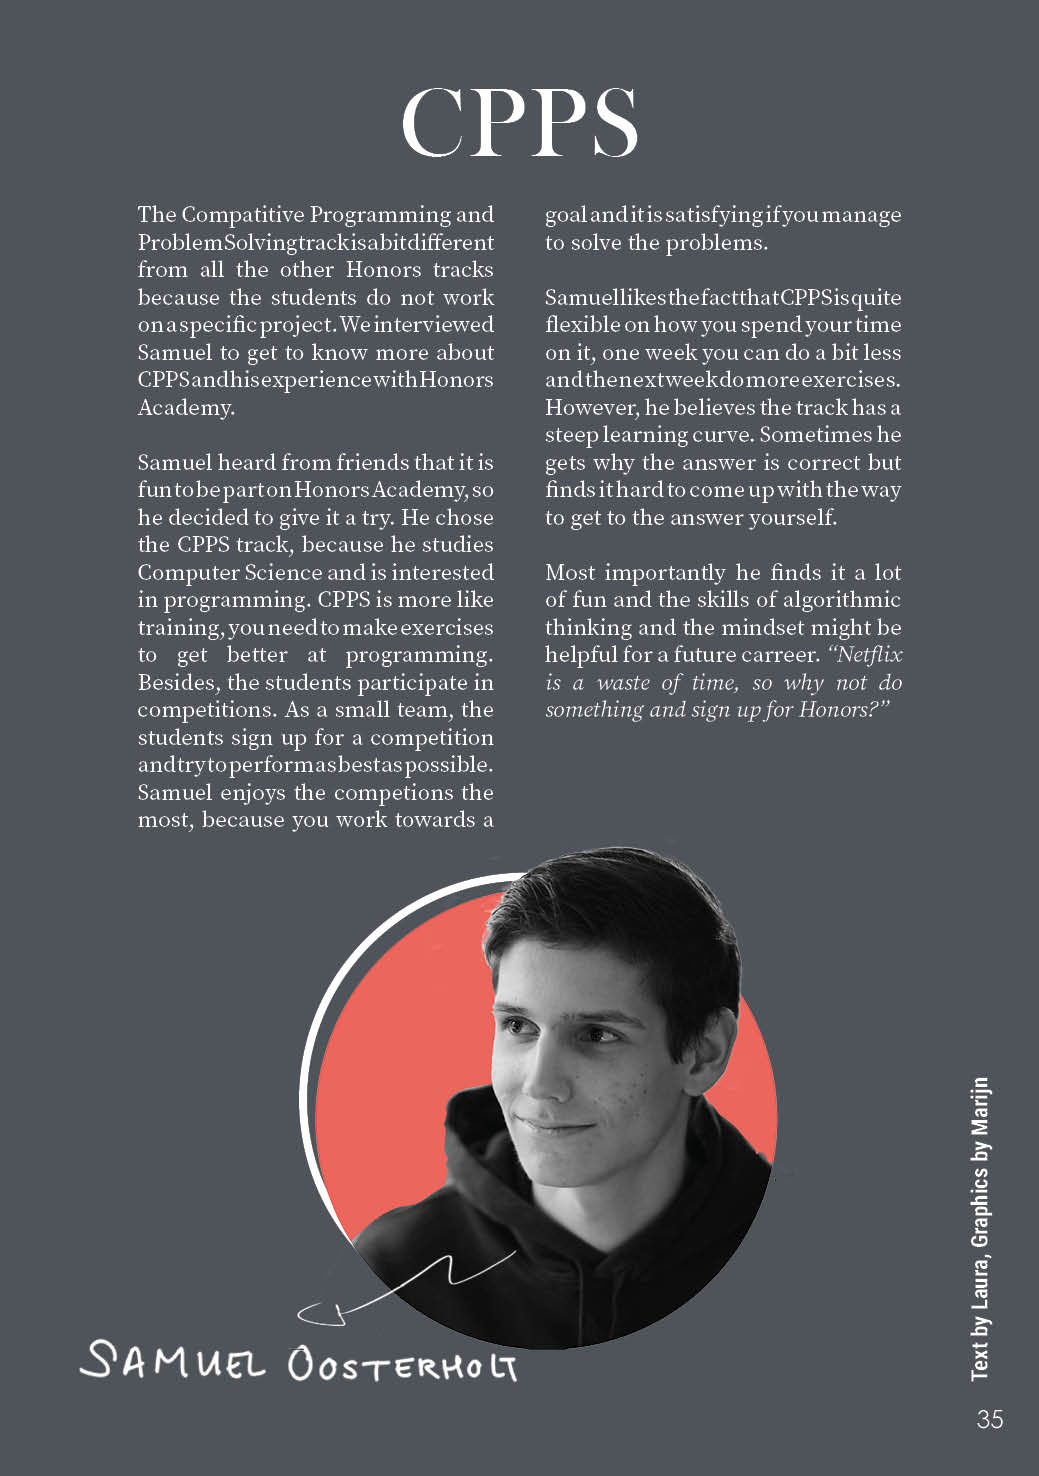 CPPS
The Compatitive Programming and
Problem Solving track is a bit different
from all the other Honors tracks
because the students do not work
on a specific project. We interviewed
Samuel to get to know more about
CPPS and his experience with Honors
Academy.
Samuel heard from friends that it is
fun to be part on Honors Academy, so
he decided to give it a try. He chose
the CPPS track, because he studies
Computer Science and is interested
in programming. CPPS is more like
training, you need to make exercises
to get better at programming.
Besides, the students participate in
competitions. As a small team, the
students sign up for a competition
and try to perform as best as possible.
Samuel enjoys the competions the
most, because you work towards a
goal and it is satisfying if you manage
to solve the problems.
Samuel likes the fact that CPPS is quite
flexible on how you spend your time
on it, one week you can do a bit less
and the next week do more exercises.
However, he believes the track has a
steep learning curve. Sometimes he
gets why the answer is correct but
finds it hard to come up with the way
to get to the answer yourself.
Most importantly he finds it a lot
of fun and the skills of algorithmic
thinking and the mindset might be
helpful for a future carreer. “Netflix
is a waste of time, so why not do
something and sign up for Honors?”
SAMUEL OOSTERHOLT
Text by Laura, Graphics by Marijn
35